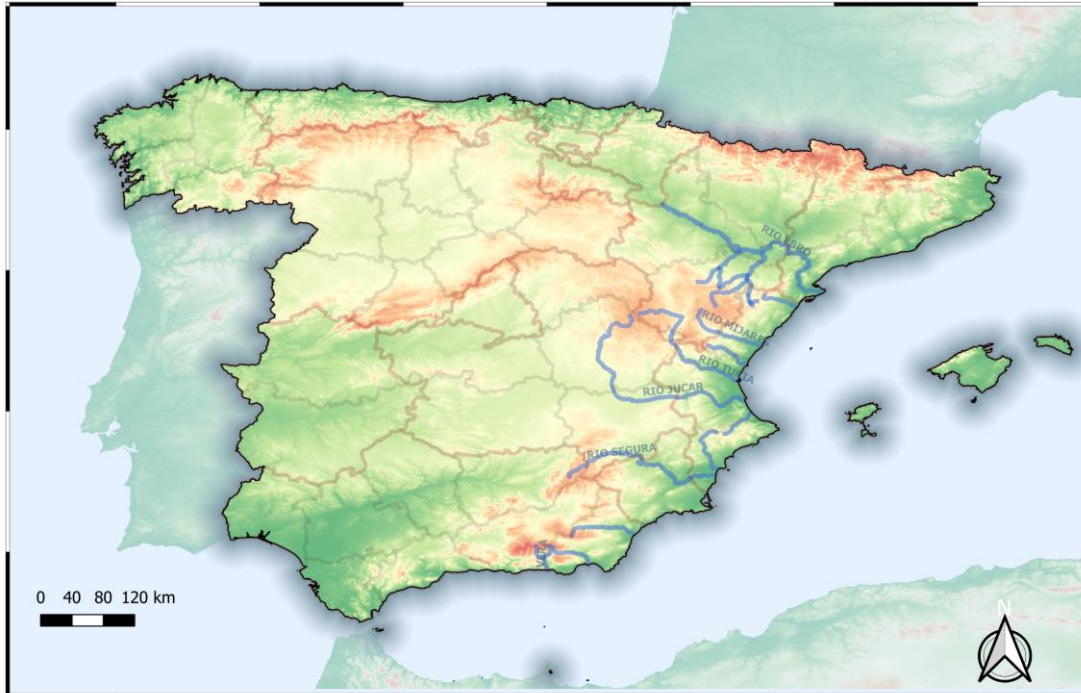 RIO EBRO
RIO MIJARES
RIO TURIA
RIO JUCAR
RIO SEGURA
0 40 80 120 km
N